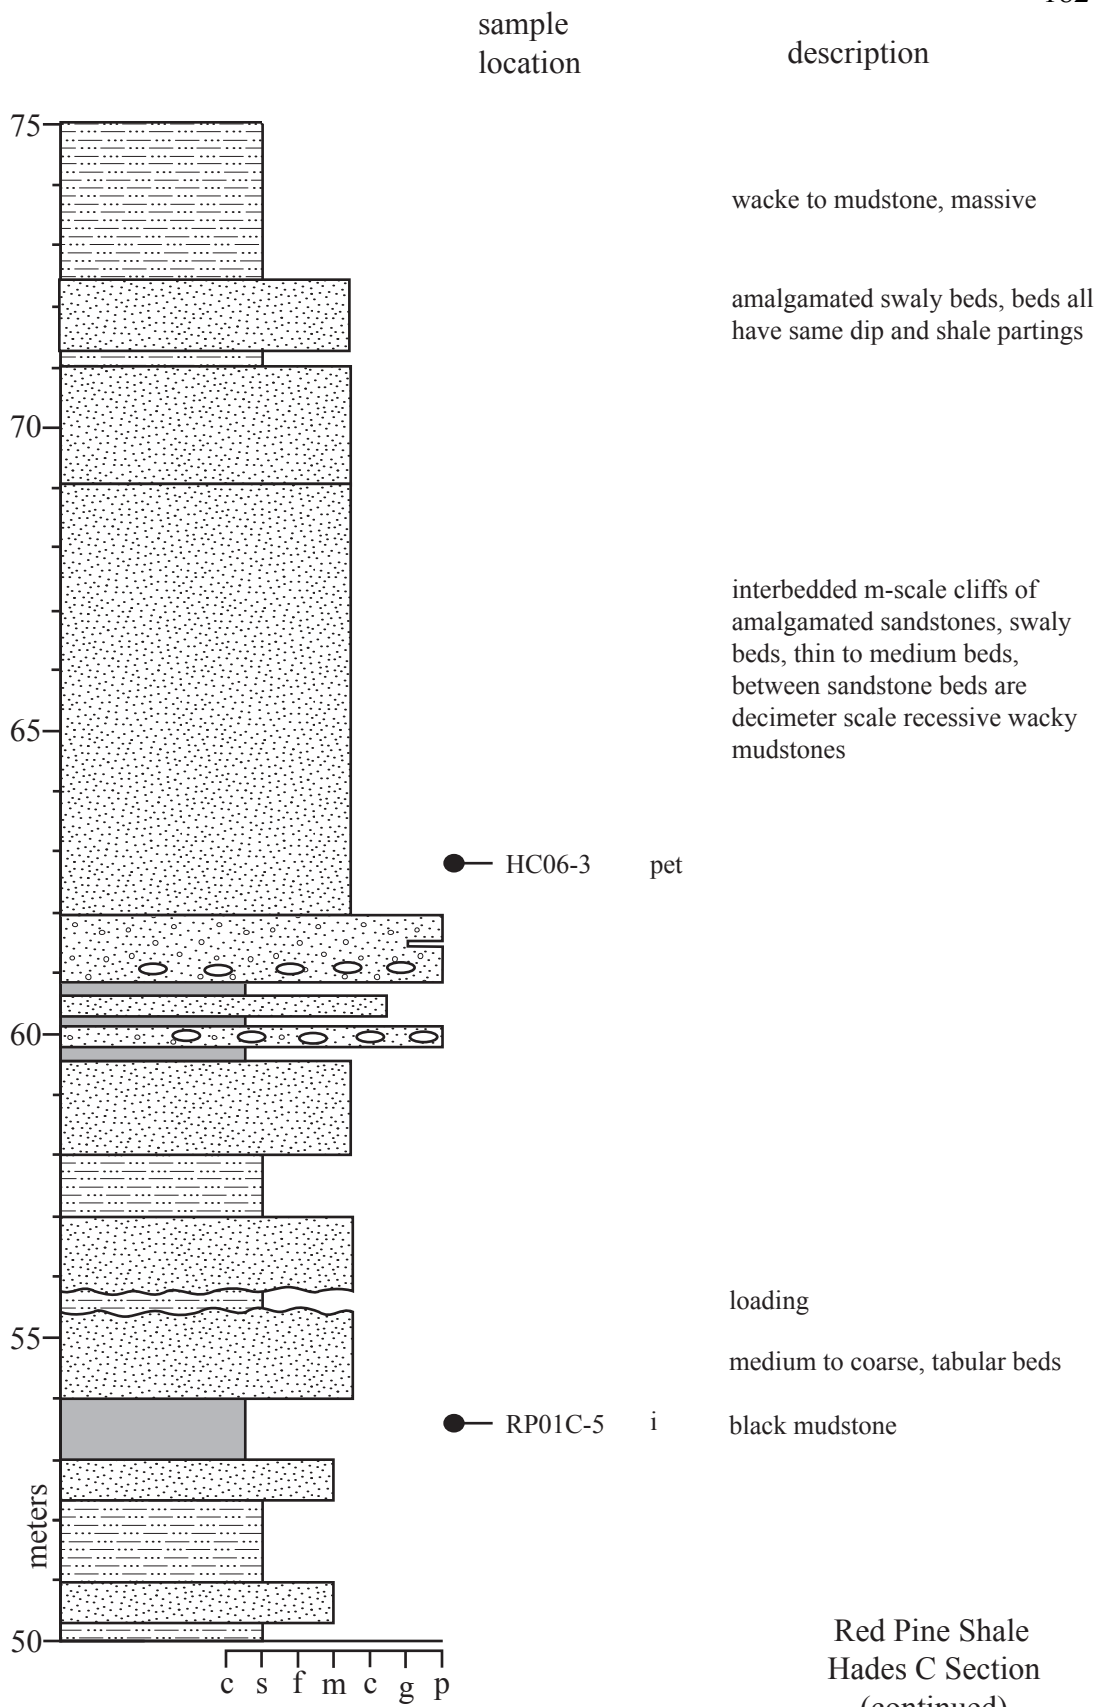 sample
location
description
75
wacke to mudstone, massive
amalgamated swaly beds, beds all
have same dip and shale partings
70
interbedded m-scale cliffs of
amalgamated sandstones, swaly
beds, thin to medium beds,
between sandstone beds are
decimeter scale recessive wacky
mudstones
65
HC06-3 pet
60
loading
55
medium to coarse, tabular beds
RP01C-5 i black mudstone
meters
50
c s f m c g p
Red Pine Shale
Hades C Section
(continued)